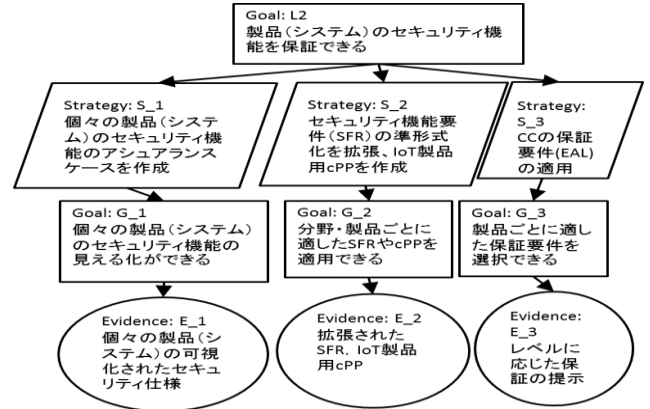 Goal: L2
製品(システム)のセキュリティ機
能を保証できる
Strategy: S_1
個々の製品(システ
ム)のセキュリティ機
能のアシュアランス
ケースを作成
Strategy: S_2
セキュリティ機能要
件(SFR)の準形式
化を拡張、IoT製品
用cPPを作成
Strategy:
S_3
CCの保証
要件(EAL)
の適用
Goal: G_1
個々の製品(システム)
のセキュリティ機能の
見える化ができる
Goal: G_2
分野・製品ごとに
適したSFRやcPPを
適用できる
Goal: G_3
製品ごとに適し
た保証要件を
選択できる
Evidence: E_1
個々の製品(シ
ステム)の可視
化されたセキュ
リティ仕様
Evidence: E_2
拡張された
SFR, IoT製品
用cPP
Evidence:
E_3
レベルに
応じた保
証の提示